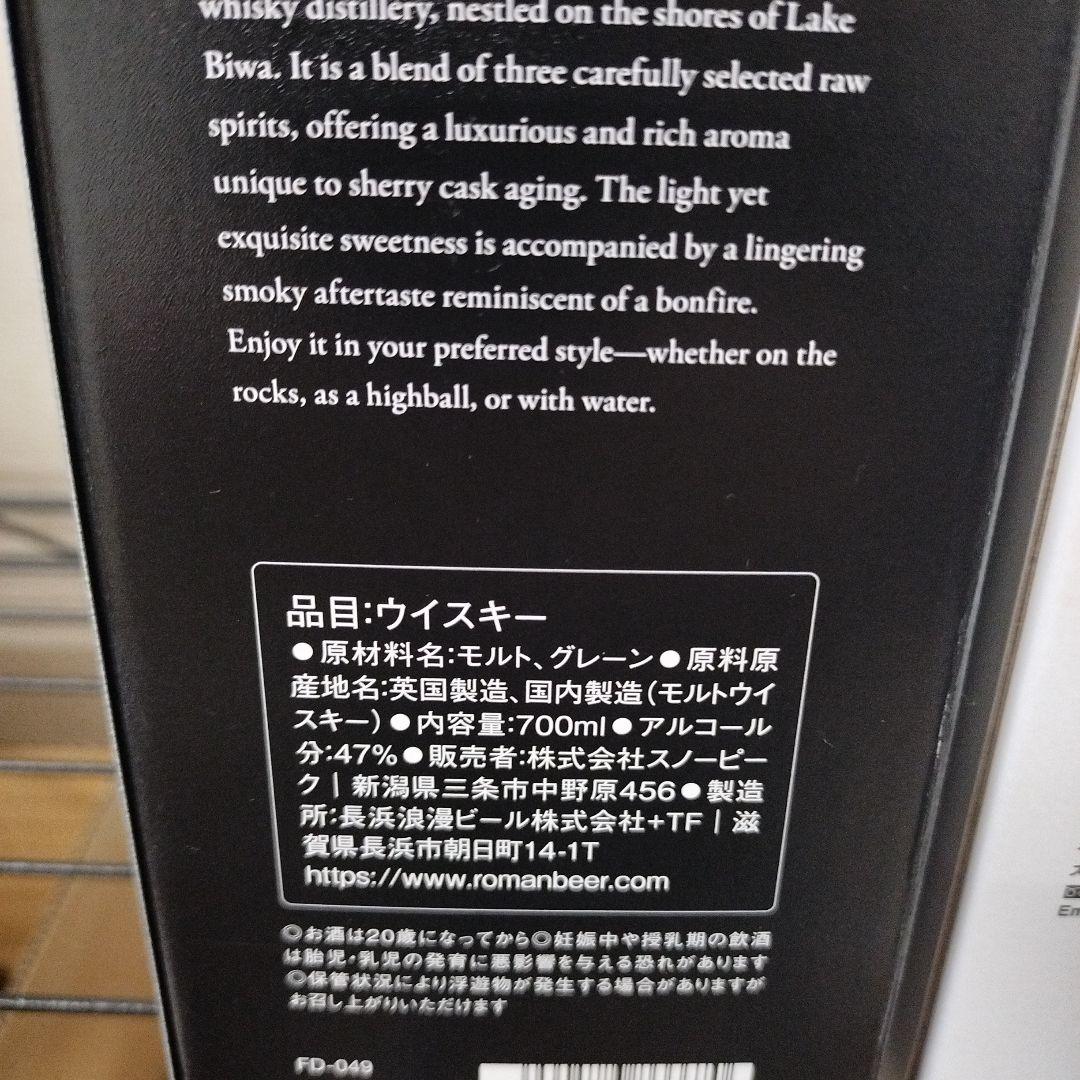 whisky distillery, nestled on the shores of Lake
Biwa. It is a blend of three carefully selected raw
spirits, offering a luxurious and rich aroma
unique to sherry cask aging. The light yet
exquisite sweetness is accompanied by a lingering
smoky aftertaste reminiscent of a bonfire.
Enjoy it in your preferred style—whether on the
rocks, as a highball, or with water.
品目:ウイスキー
●原材料名:モルト、グレーン●原料原
産地名:英国製造、国内製造(モルトウイ
スキー)●内容量:700ml●アルコール
分:47%●販売者:株式会社スノーピー
ク | 新潟県三条市中野原456●製造
所:長浜浪漫ビール株式会社+TF | 滋
賀県長浜市朝日町14-1T
https://www.romanbeer.com
◎お酒は20歳になってから◎妊娠中や授乳期の飲酒
は胎児・乳児の発育に悪影響を与える恐れがあります
◎保管状況により浮遊物が発生する場合がありますが
お召し上がりいただけます
FD-049